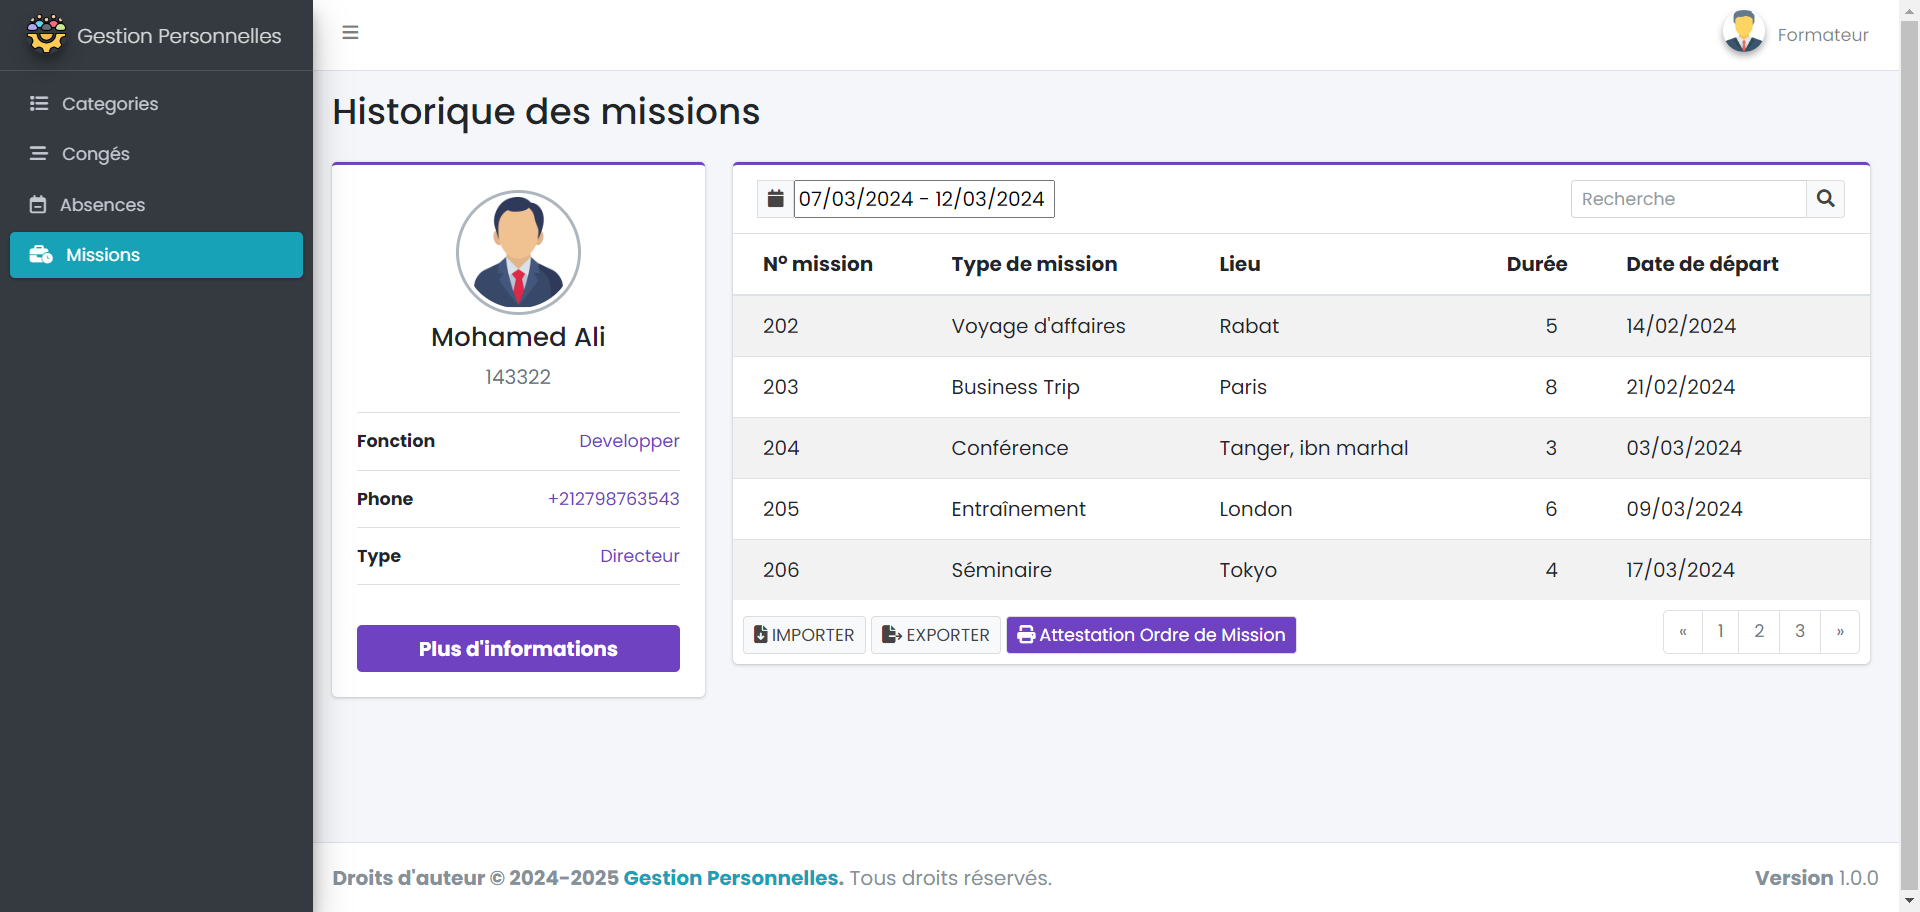 Gestion Personnelles
Formateur
Categories
Congés
Absences
Missions
Historique des missions
Mohamed Ali
143322
Fonction Developper
Phone +212798763543
Type Directeur
Plus d'informations
07/03/2024 - 12/03/2024
Recherche
Nº mission Type de mission Lieu Durée Date de départ
202 Voyage d'affaires Rabat 5 14/02/2024
203 Business Trip Paris 8 21/02/2024
204 Conférence Tanger, ibn marhal 3 03/03/2024
205 Entraînement London 6 09/03/2024
206 Séminaire Tokyo 4 17/03/2024
IMPORTER EXPORTER Attestation Ordre de Mission
« 1 2 3 »
Droits d'auteur © 2024-2025 Gestion Personnelles. Tous droits réservés.
Version 1.0.0